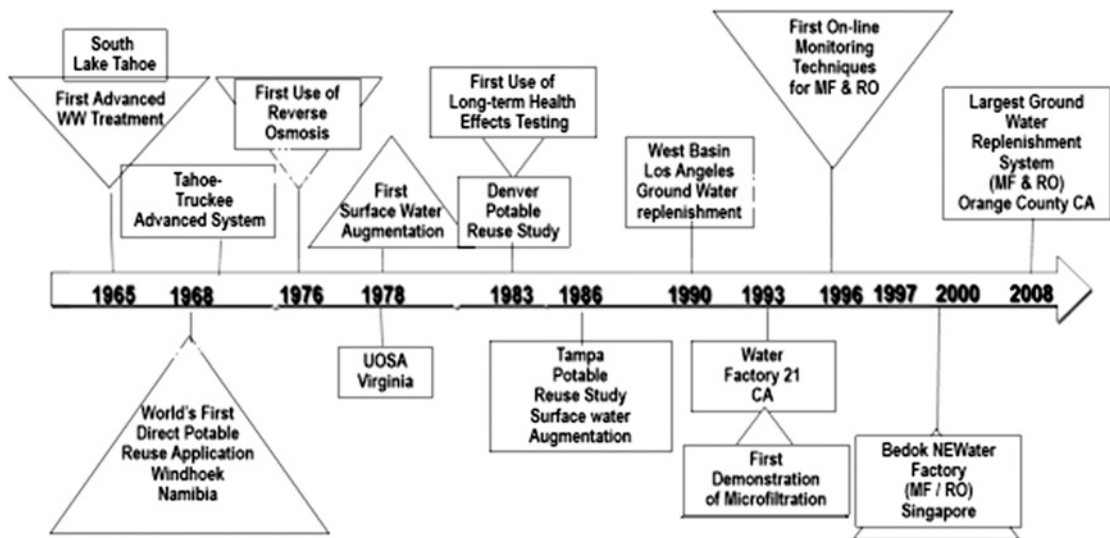 South
Lake Tahoe
First Advanced
WW Treatment
Tahoe-
Truckee
Advanced System
First Use of
Reverse
Osmosis
First
Surface Water
Augmentation
First Use of
Long-term Health
Effects Testing
Denver
Potable
Reuse Study
West Basin
Los Angeles
Ground Water
replenishment
First On-line
Monitoring
Techniques
for MF & RO
Largest Ground
Water
Replenishment
System
(MF & RO)
Orange County CA
1965 1968 1976 1978 1983 1986 1990 1993 1996 1997 2000 2008
World's First
Direct Potable
Reuse Application
Windhoek
Namibia
UOSA
Virginia
Tampa
Potable
Reuse Study
Surface water
Augmentation
Water
Factory 21
CA
First
Demonstration
of Microfiltration
Bedok NEWater
Factory
(MF / RO)
Singapore